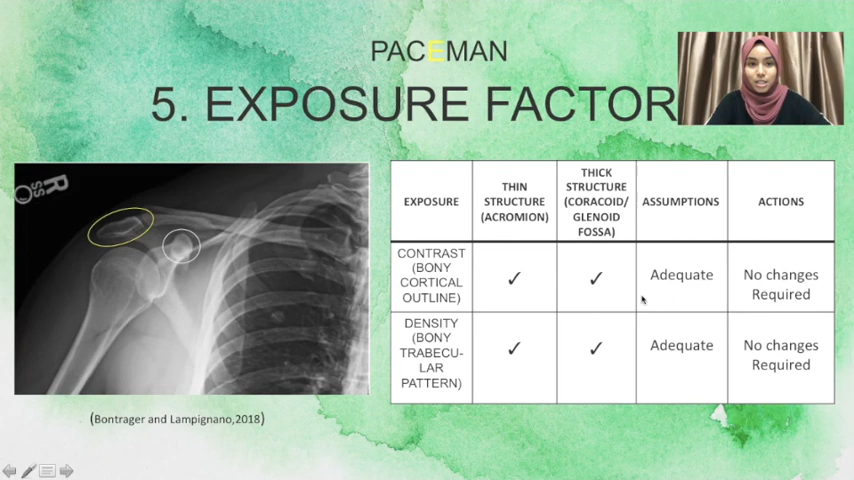 PACEMAN
5. EXPOSURE FACTOR
R
SS
EXPOSURE
THIN
STRUCTURE
(ACROMION)
THICK
STRUCTURE
(CORACOID/
GLENOID
FOSSA)
ASSUMPTIONS
ACTIONS
CONTRAST
(BONY
CORTICAL
OUTLINE)
✓
✓
Adequate
No changes
Required
DENSITY
(BONY
TRABECU-
LAR
PATTERN)
✓
✓
Adequate
No changes
Required
(Bontrager and Lampignano,2018)